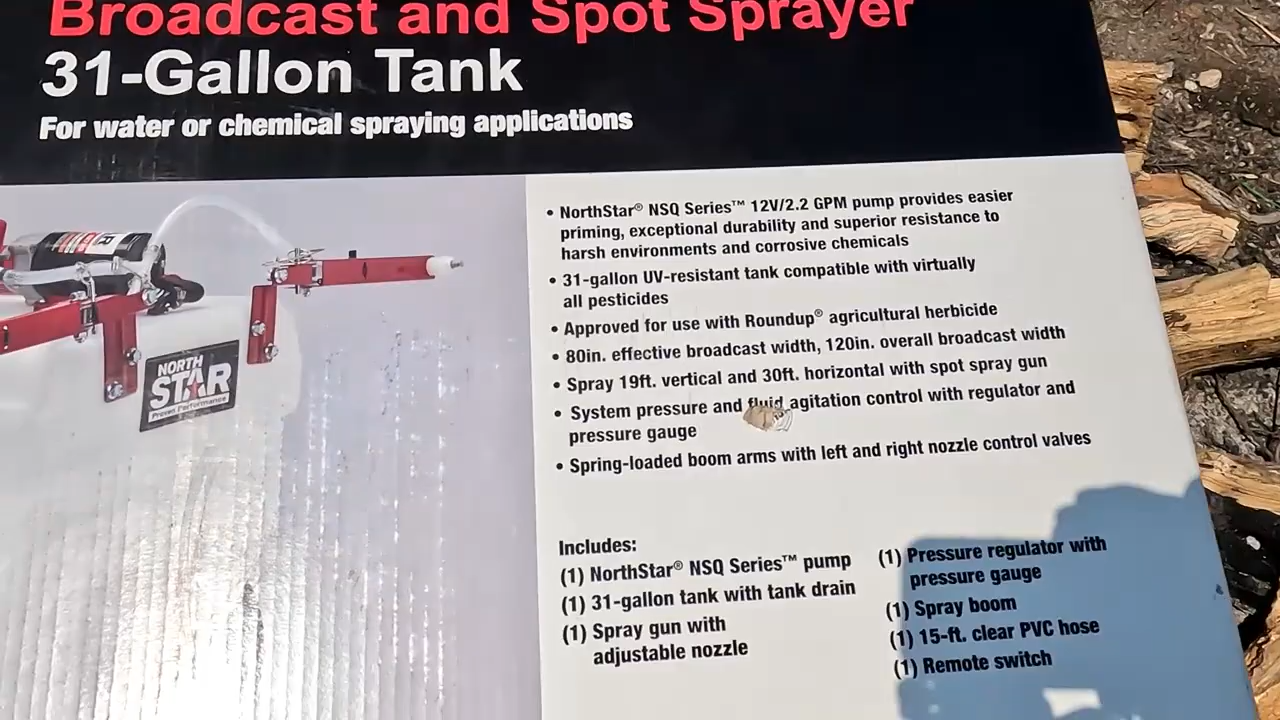 Broadcast and Spot Sprayer
31-Gallon Tank
For water or chemical spraying applications
• NorthStar® NSQ Series™ 12V/2.2 GPM pump provides easier
priming, exceptional durability and superior resistance to
harsh environments and corrosive chemicals
• 31-gallon UV-resistant tank compatible with virtually
all pesticides
• Approved for use with Roundup® agricultural herbicide
• 80in. effective broadcast width, 120in. overall broadcast width
• Spray 19ft. vertical and 30ft. horizontal with spot spray gun
• System pressure and fluid agitation control with regulator and
pressure gauge
• Spring-loaded boom arms with left and right nozzle control valves
NORTH
STAR
Proven Performance
Includes:
(1) NorthStar® NSQ Series™ pump
(1) 31-gallon tank with tank drain
(1) Spray gun with
adjustable nozzle
(1) Pressure regulator with
pressure gauge
(1) Spray boom
(1) 15-ft. clear PVC hose
(1) Remote switch